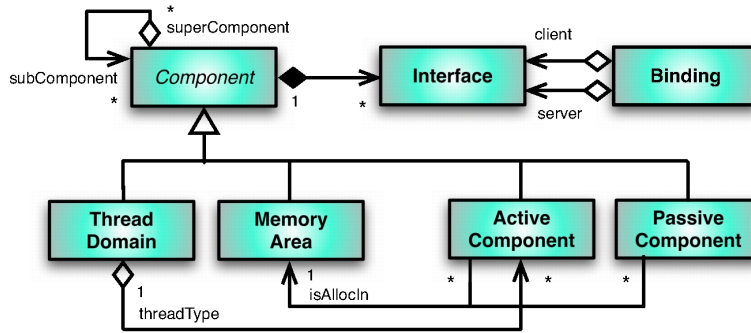 *
superComponent
client
subComponent
Component
Interface
Binding
*
1
*
server
Thread
Domain
Memory
Area
Active
Component
Passive
Component
1
*
*
*
1
isAllocIn
threadType